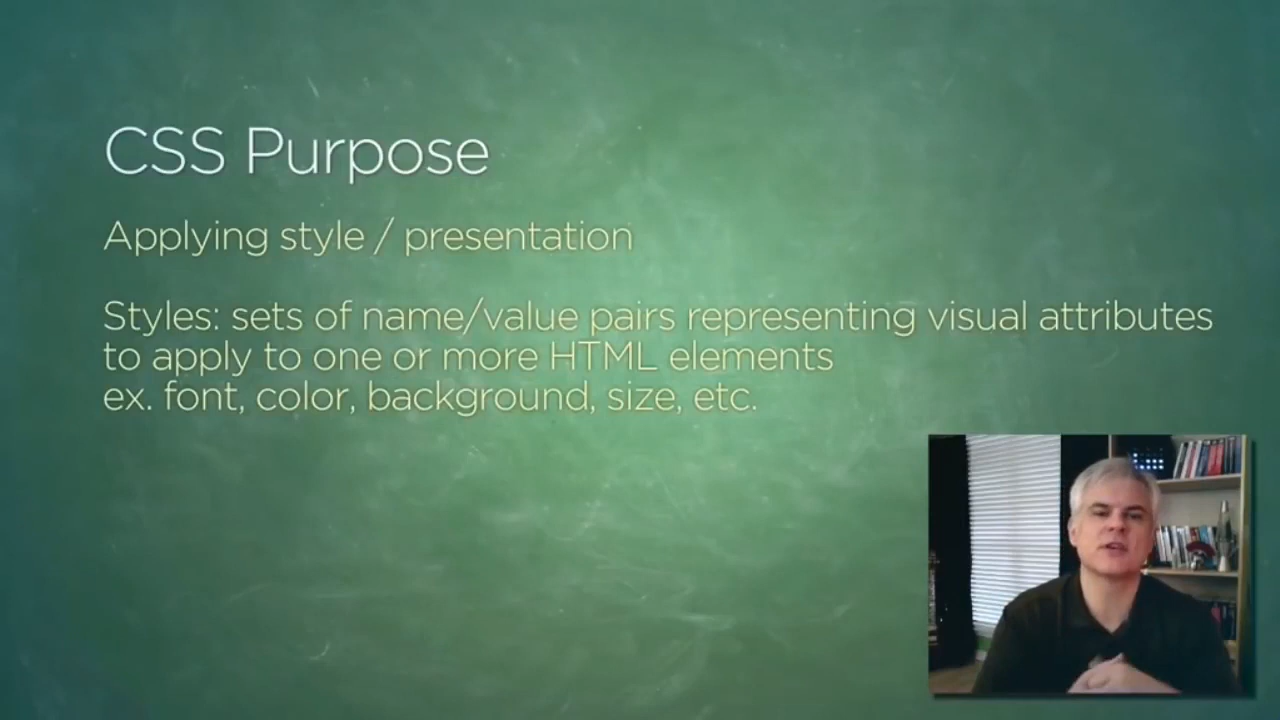 CSS Purpose
Applying style / presentation
Styles: sets of name/value pairs representing visual attributes
to apply to one or more HTML elements
ex. font, color, background, size, etc.